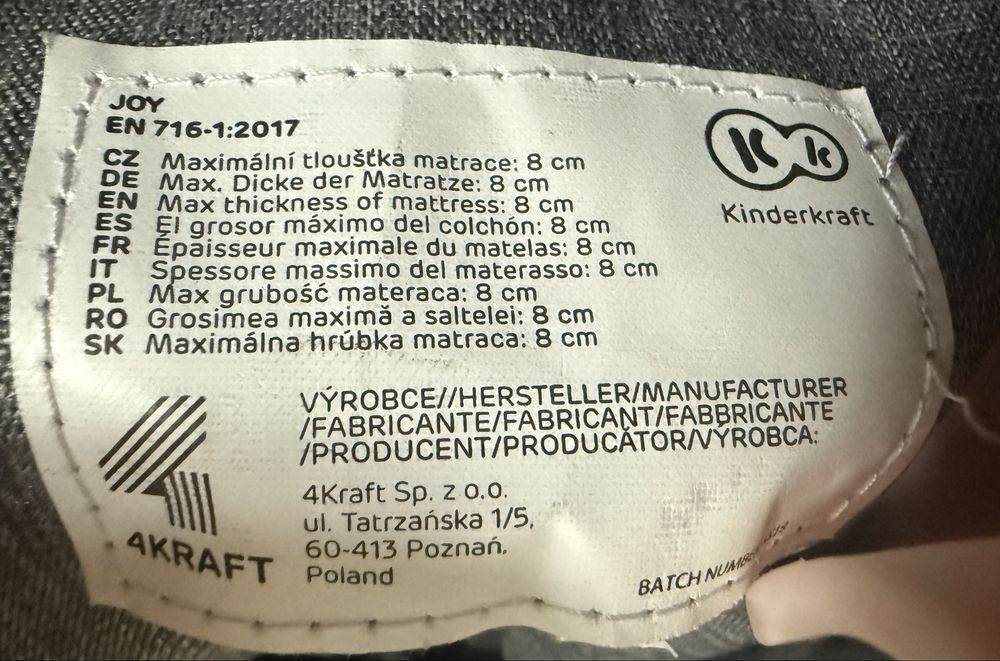 JOY
EN 716-1:2017
CZ Maximální tloušťka matrace: 8 cm
DE Max. Dicke der Matratze: 8 cm
EN Max thickness of mattress: 8 cm
ES El grosor máximo del colchón: 8 cm
FR Épaisseur maximale du matelas: 8 cm
IT Spessore massimo del materasso: 8 cm
PL Max grubość materaca: 8 cm
RO Grosimea maximă a saltelei: 8 cm
SK Maximálna hrúbka matraca: 8 cm
Kk
Kinderkraft
VÝROBCE//HERSTELLER/MANUFACTURER
/FABRICANTE/FABRICANT/FABBRICANTE
/PRODUCENT/PRODUCĂTOR/VÝROBCA:
4KRAFT
4Kraft Sp. z o.o.
ul. Tatrzańska 1/5,
60-413 Poznań,
Poland
BATCH